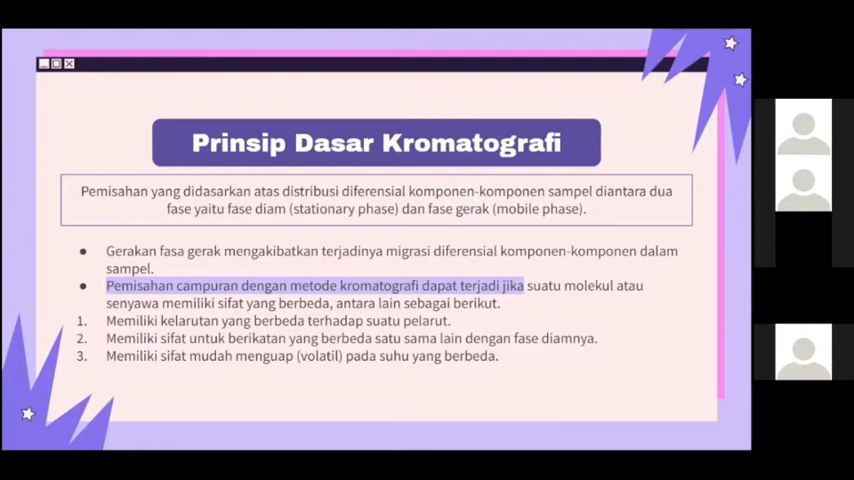 Prinsip Dasar Kromatografi
Pemisahan yang didasarkan atas distribusi diferensial komponen-komponen sampel diantara dua
fase yaitu fase diam (stationary phase) dan fase gerak (mobile phase).
● Gerakan fasa gerak mengakibatkan terjadinya migrasi diferensial komponen-komponen dalam
sampel.
● Pemisahan campuran dengan metode kromatografi dapat terjadi jika suatu molekul atau
senyawa memiliki sifat yang berbeda, antara lain sebagai berikut.
1. Memiliki kelarutan yang berbeda terhadap suatu pelarut.
2. Memiliki sifat untuk berikatan yang berbeda satu sama lain dengan fase diamnya.
3. Memiliki sifat mudah menguap (volatil) pada suhu yang berbeda.